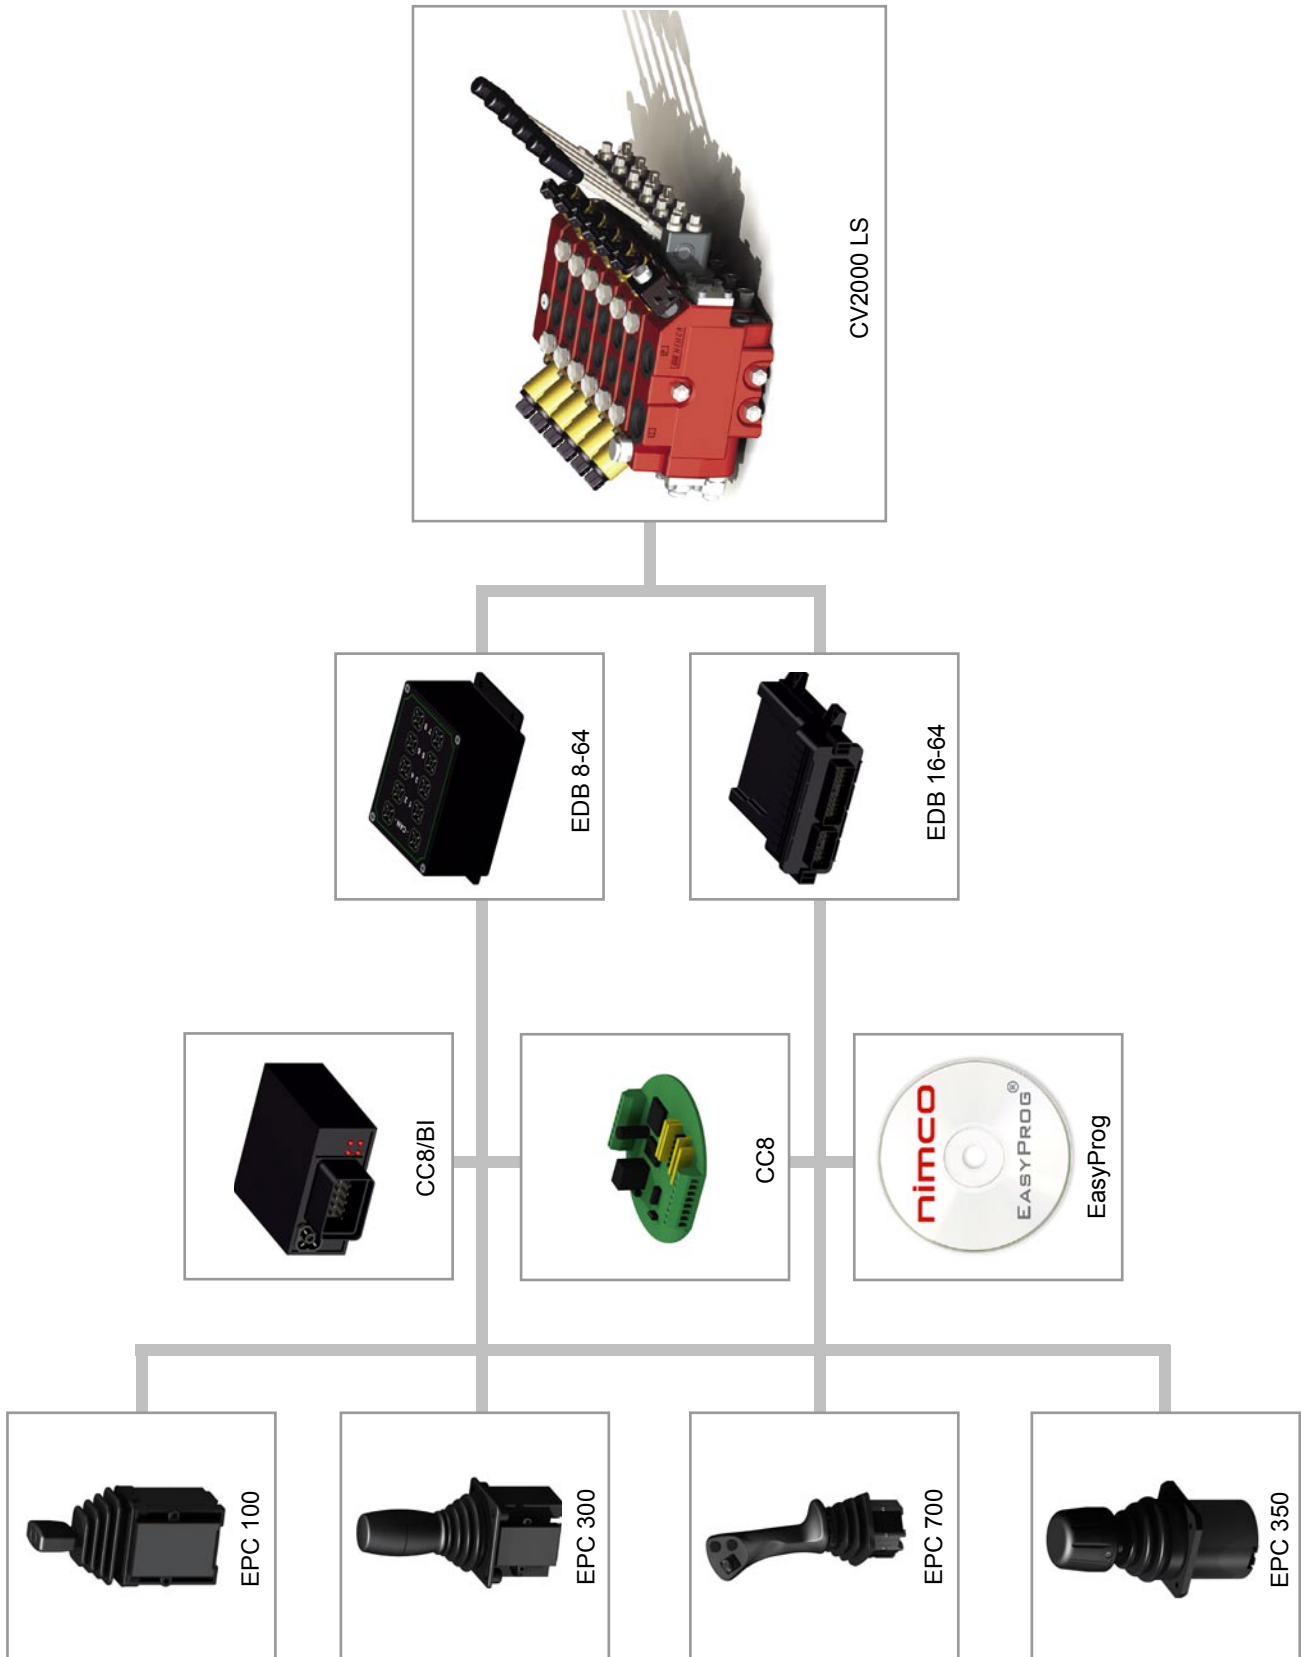 EPC 100
EPC 300
EPC 700
EPC 350
CC8/BI
CC8
nimco
EASYPROG®
EasyProg
-CAN-
EDB 8-64
EDB 16-64
CV2000 LS